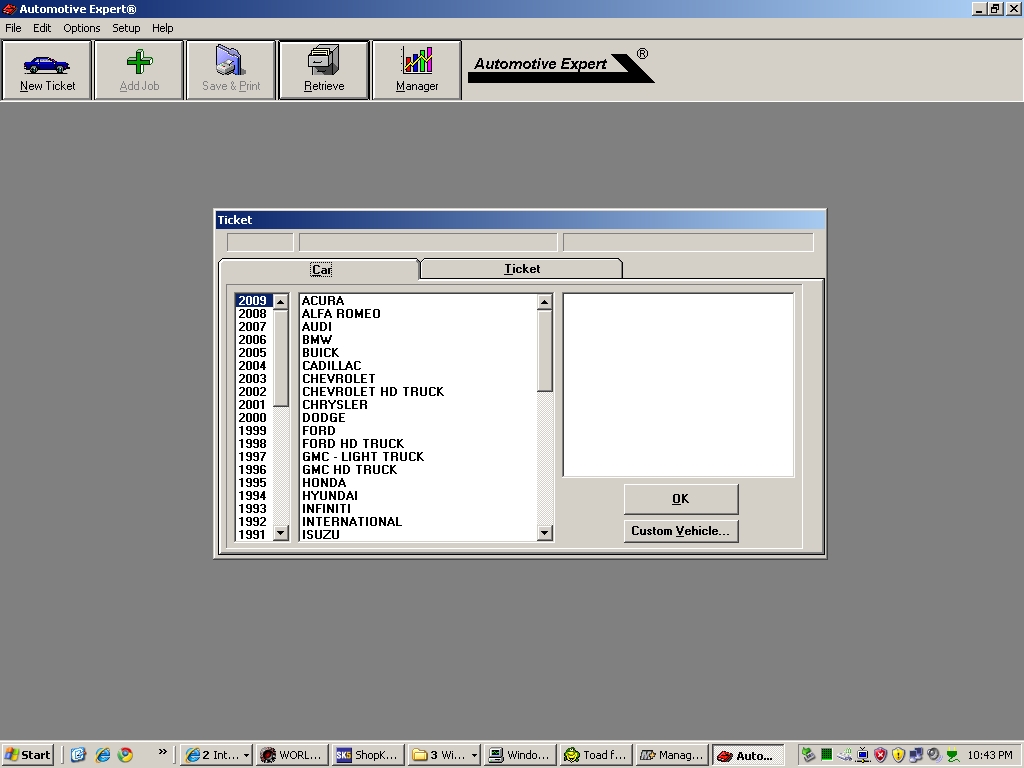 Automotive Expert®
File Edit Options Setup Help
New Ticket
Add Job
Save & Print
Retrieve
Manager
Automotive Expert ®
Ticket
Car
Ticket
2009
2008
2007
2006
2005
2004
2003
2002
2001
2000
1999
1998
1997
1996
1995
1994
1993
1992
1991
ACURA
ALFA ROMEO
AUDI
BMW
BUICK
CADILLAC
CHEVROLET
CHEVROLET HD TRUCK
CHRYSLER
DODGE
FORD
FORD HD TRUCK
GMC - LIGHT TRUCK
GMC HD TRUCK
HONDA
HYUNDAI
INFINITI
INTERNATIONAL
ISUZU
OK
Custom Vehicle...
Start
»
2 Int...
WORL...
SKS ShopK...
3 Wi...
Windo...
Toad f...
Manag...
Auto...
10:43 PM